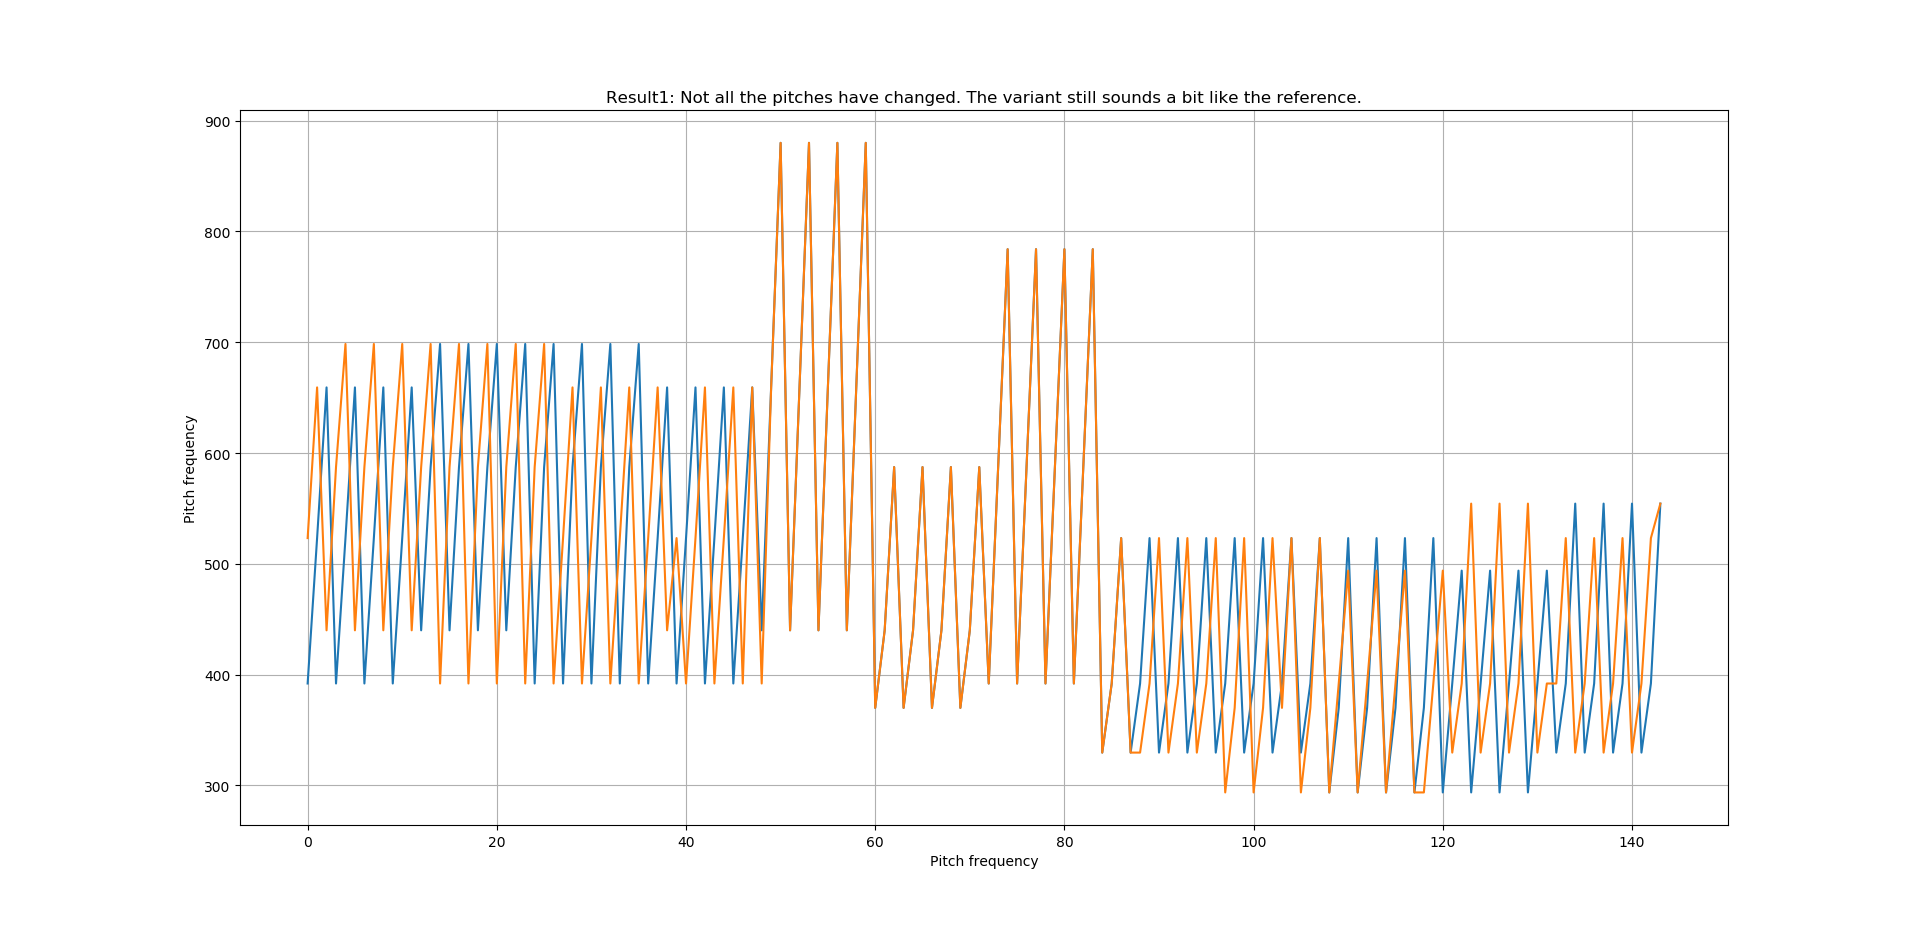 Result1: Not all the pitches have changed. The variant still sounds a bit like the reference.
900
800
700
600
500
400
300
Pitch frequency
0 20 40 60 80 100 120 140
Pitch frequency